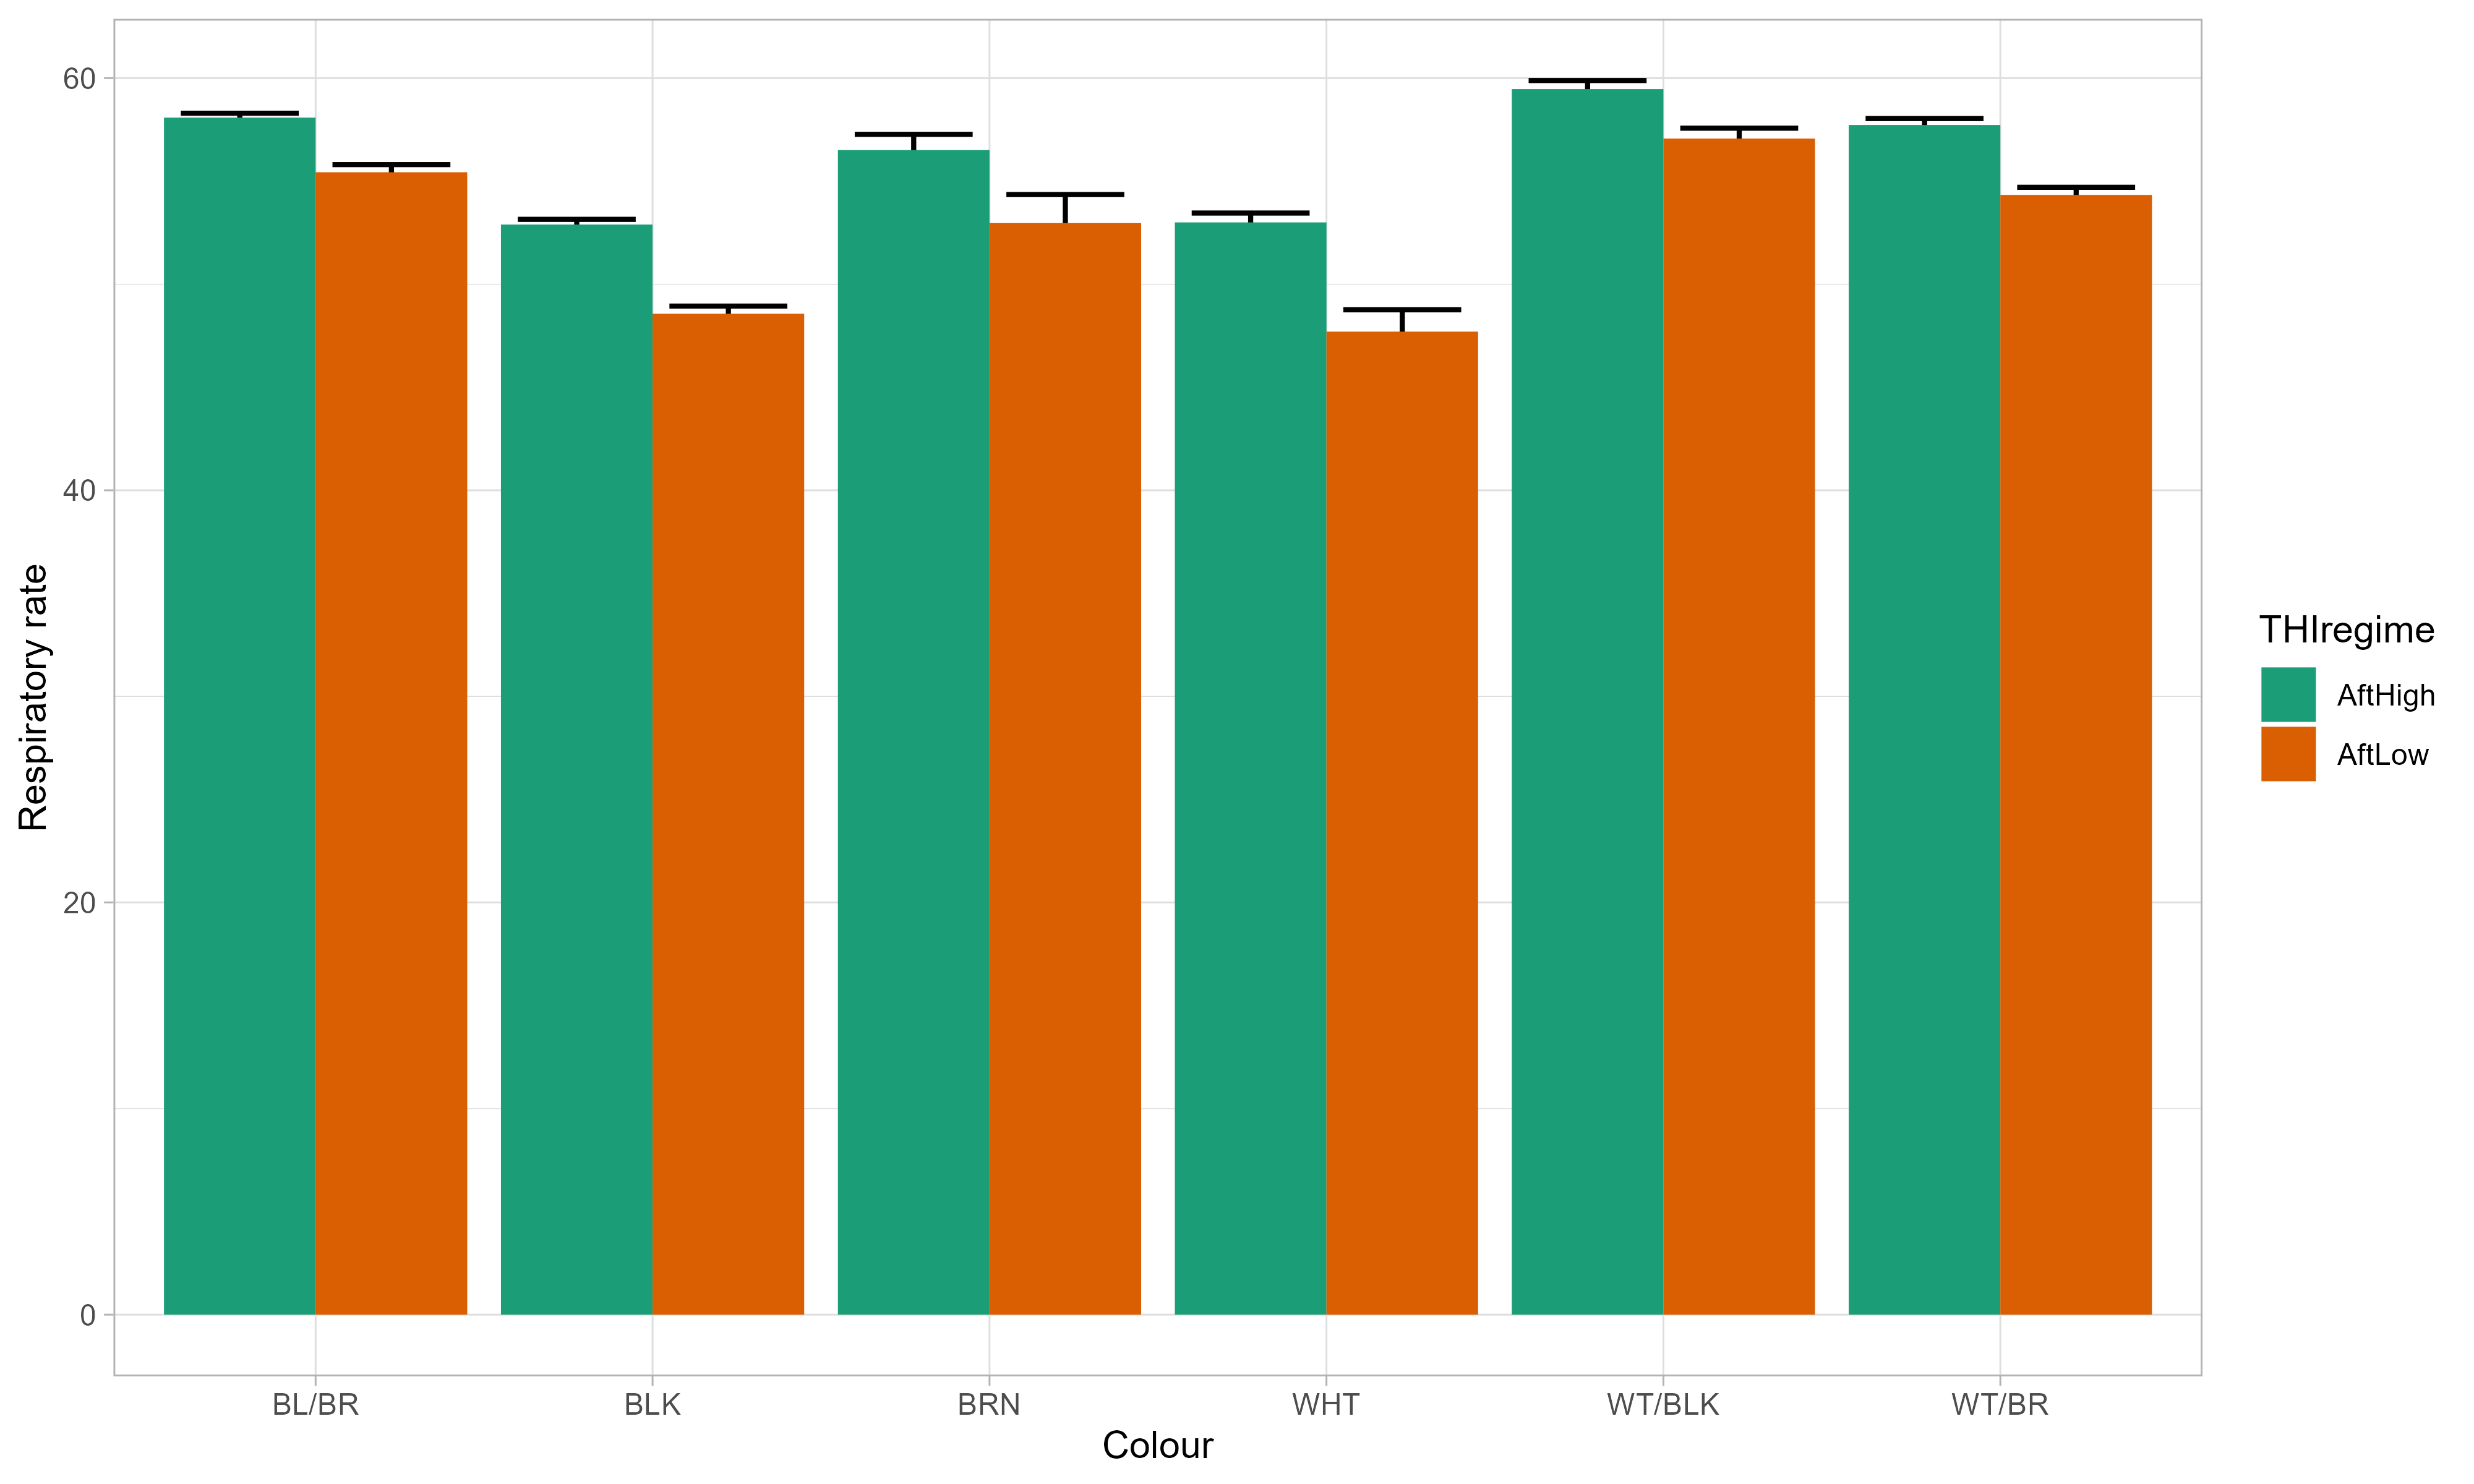 60
40
20
0
Respiratory rate
BL/BR BLK BRN WHT WT/BLK WT/BR
Colour
THIregime
AftHigh
AftLow